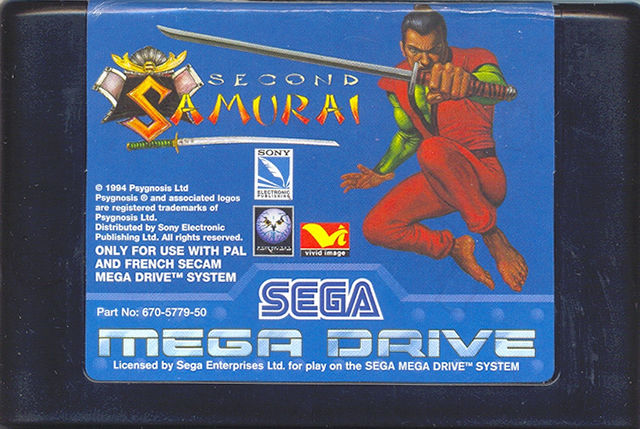 SECOND
SAMURAI
SONY
ELECTRONIC
PUBLISHING
© 1994 Psygnosis Ltd
Psygnosis ® and associated logos
are registered trademarks of
Psygnosis Ltd.
Distributed by Sony Electronic
Publishing Ltd. All rights reserved.
ONLY FOR USE WITH PAL
AND FRENCH SECAM
MEGA DRIVE™ SYSTEM
PSYGNOSIS
Vi
vivid image
SEGA
Part No: 670-5779-50
MEGA DRIVE
Licensed by Sega Enterprises Ltd. for play on the SEGA MEGA DRIVE™ SYSTEM